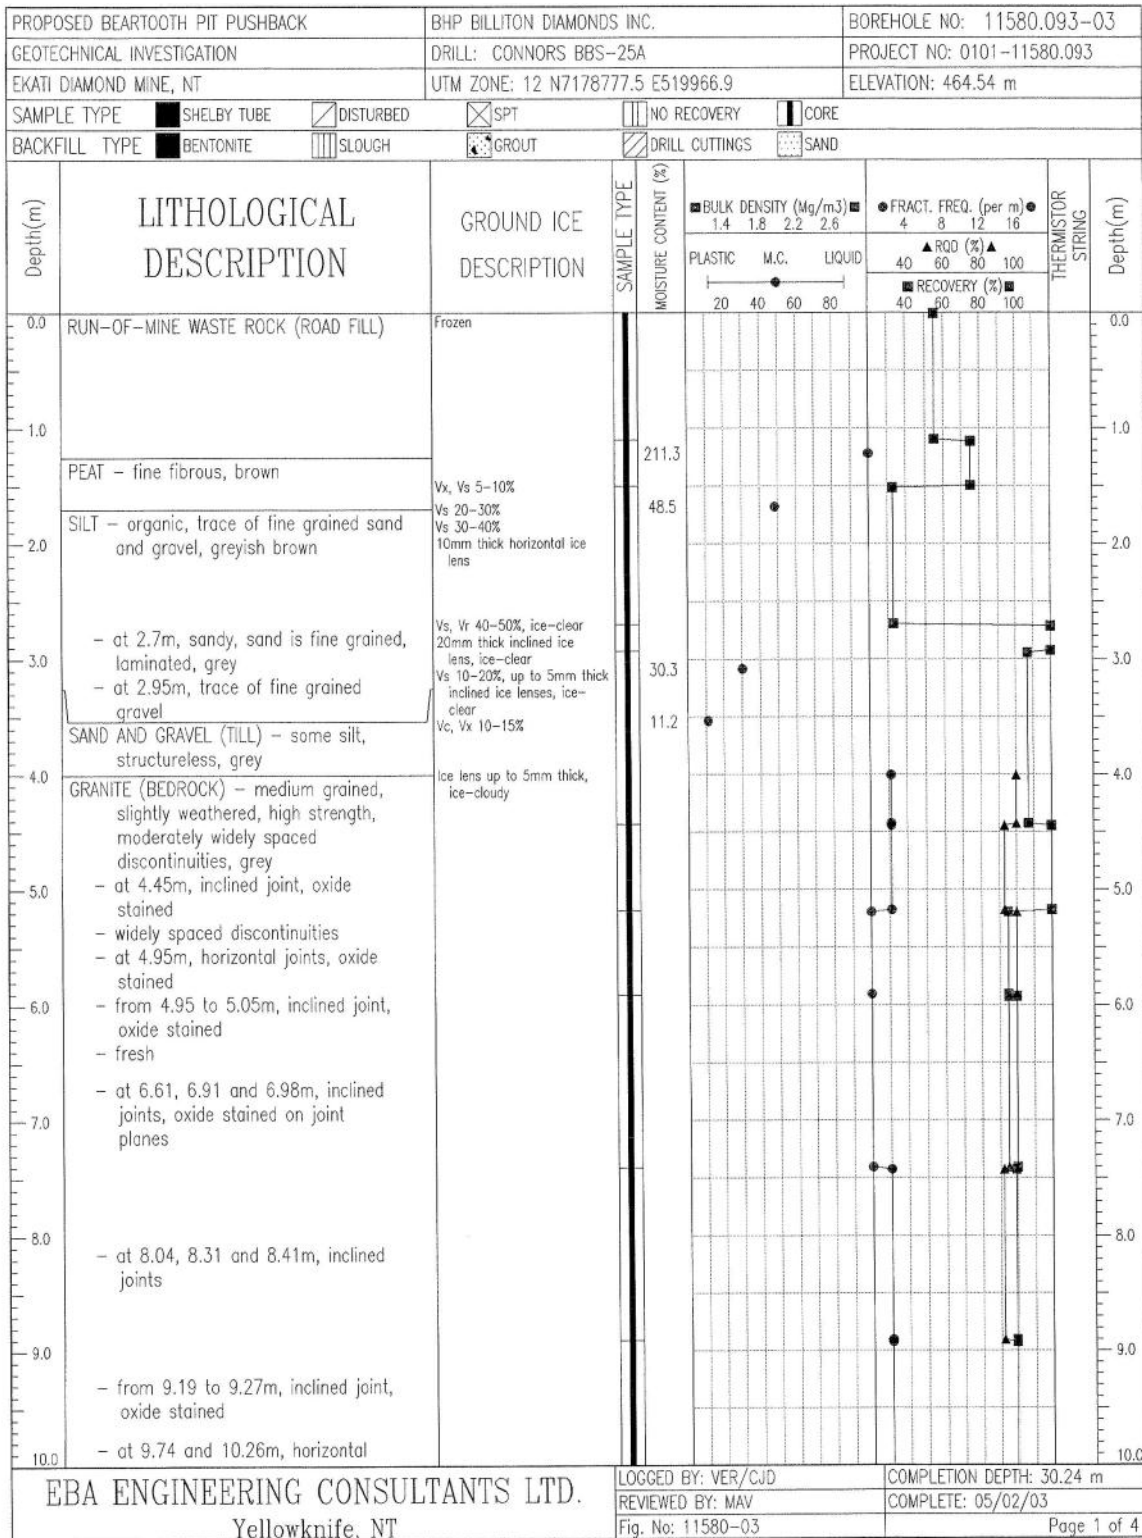 PROPOSED BEARTOOTH PIT PUSHBACK
BHP BILLITON DIAMONDS INC.
BOREHOLE NO: 11580.093-03
GEOTECHNICAL INVESTIGATION
DRILL: CONNORS BBS-25A
PROJECT NO: 0101-11580.093
EKATI DIAMOND MINE, NT
UTM ZONE: 12 N7178777.5 E519966.9
ELEVATION: 464.54 m
SAMPLE TYPE SHELBY TUBE DISTURBED SPT NO RECOVERY CORE
BACKFILL TYPE BENTONITE SLOUGH GROUT DRILL CUTTINGS SAND
Depth(m)
LITHOLOGICAL
DESCRIPTION
GROUND ICE
DESCRIPTION
SAMPLE TYPE
MOISTURE CONTENT (%)
BULK DENSITY (Mg/m3)
1.4 1.8 2.2 2.6
PLASTIC M.C. LIQUID
20 40 60 80
FRACT. FREQ. (per m)
4 8 12 16
RQD (%)
40 60 80 100
RECOVERY (%)
40 60 80 100
THERMISTOR
STRING
Depth(m)
0.0
1.0
2.0
3.0
4.0
5.0
6.0
7.0
8.0
9.0
10.0
RUN-OF-MINE WASTE ROCK (ROAD FILL)
PEAT - fine fibrous, brown
SILT - organic, trace of fine grained sand
and gravel, greyish brown
- at 2.7m, sandy, sand is fine grained,
laminated, grey
- at 2.95m, trace of fine grained
gravel
SAND AND GRAVEL (TILL) - some silt,
structureless, grey
GRANITE (BEDROCK) - medium grained,
slightly weathered, high strength,
moderately widely spaced
discontinuities, grey
- at 4.45m, inclined joint, oxide
stained
- widely spaced discontinuities
- at 4.95m, horizontal joints, oxide
stained
- from 4.95 to 5.05m, inclined joint,
oxide stained
- fresh
- at 6.61, 6.91 and 6.98m, inclined
joints, oxide stained on joint
planes
- at 8.04, 8.31 and 8.41m, inclined
joints
- from 9.19 to 9.27m, inclined joint,
oxide stained
- at 9.74 and 10.26m, horizontal
Frozen
Vx, Vs 5-10%
Vs 20-30%
Vs 30-40%
10mm thick horizontal ice
lens
Vs, Vr 40-50%, ice-clear
20mm thick inclined ice
lens, ice-clear
Vs 10-20%, up to 5mm thick
inclined ice lenses, ice-
clear
Vc, Vx 10-15%
Ice lens up to 5mm thick,
ice-cloudy
211.3
48.5
30.3
11.2
0.0
1.0
2.0
3.0
4.0
5.0
6.0
7.0
8.0
9.0
10.0
EBA ENGINEERING CONSULTANTS LTD.
Yellowknife, NT
LOGGED BY: VER/CJD
COMPLETION DEPTH: 30.24 m
REVIEWED BY: MAV
COMPLETE: 05/02/03
Fig. No: 11580-03
Page 1 of 4